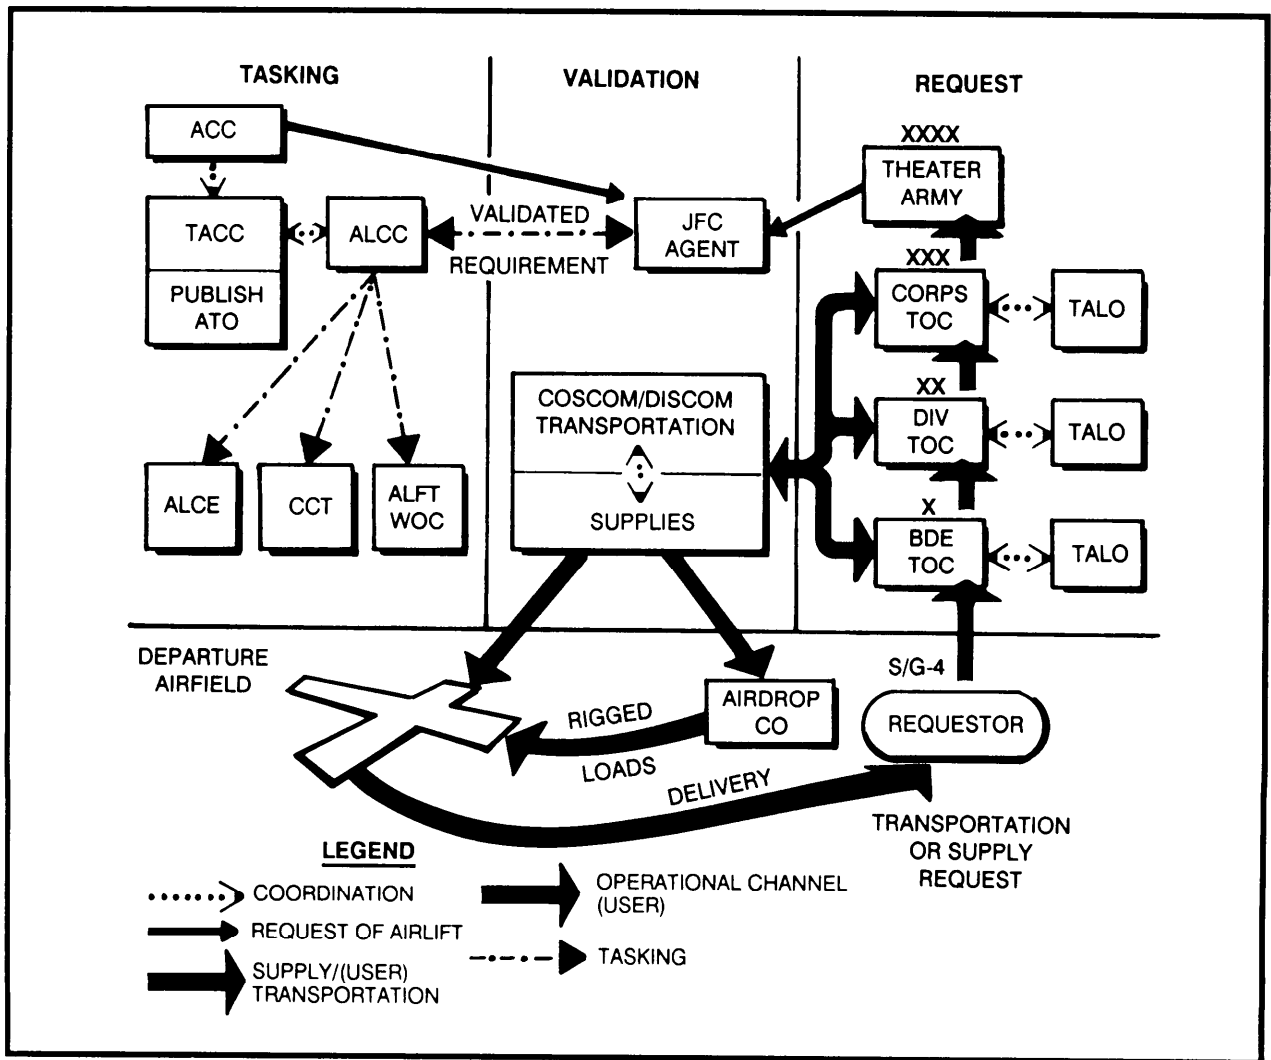 TASKING
VALIDATION
REQUEST
ACC
TACC
PUBLISH
ATO
ALCC
VALIDATED
REQUIREMENT
JFC
AGENT
XXXX
THEATER
ARMY
XXX
CORPS
TOC
TALO
XX
DIV
TOC
TALO
X
BDE
TOC
TALO
COSCOM/DISCOM
TRANSPORTATION
SUPPLIES
ALCE
CCT
ALFT
WOC
DEPARTURE
AIRFIELD
RIGGED
LOADS
AIRDROP
CO
S/G-4
REQUESTOR
DELIVERY
TRANSPORTATION
OR SUPPLY
REQUEST
LEGEND
COORDINATION
REQUEST OF AIRLIFT
SUPPLY/(USER)
TRANSPORTATION
OPERATIONAL CHANNEL
(USER)
TASKING